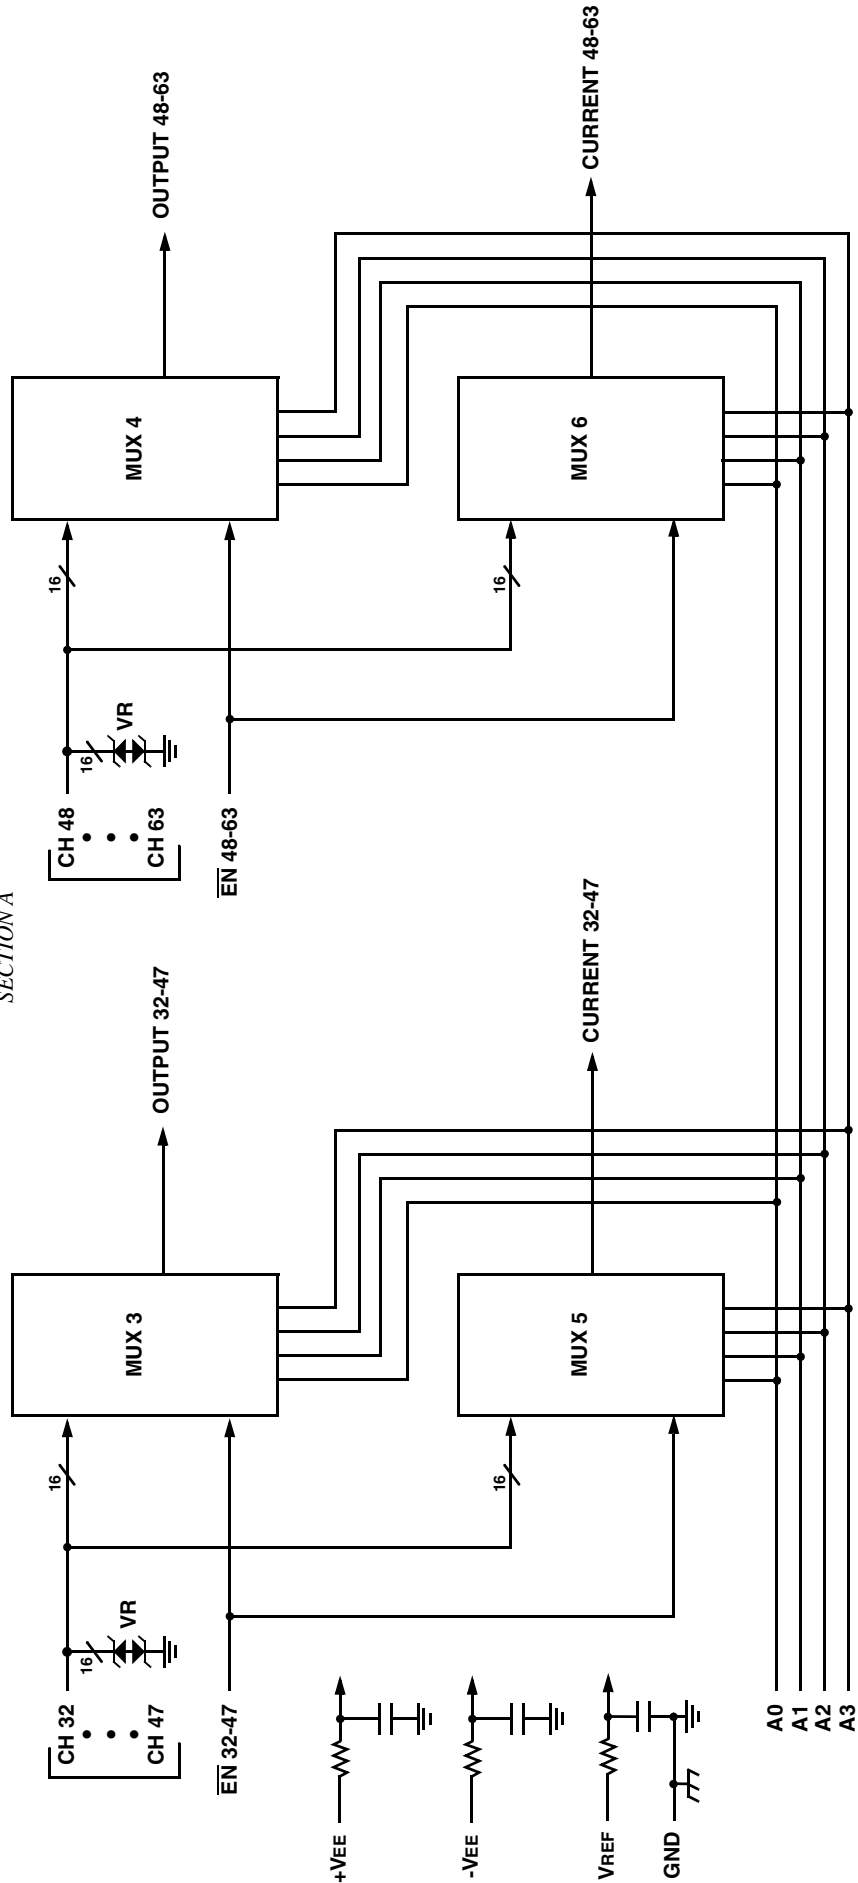 SECTION A
CH 32
CH 47
EN 32-47
16
VR
16
16
MUX 3
MUX 5
OUTPUT 32-47
CURRENT 32-47
CH 48
CH 63
EN 48-63
16
VR
16
16
MUX 4
MUX 6
OUTPUT 48-63
CURRENT 48-63
+VEE
-VEE
VREF
GND
A0
A1
A2
A3